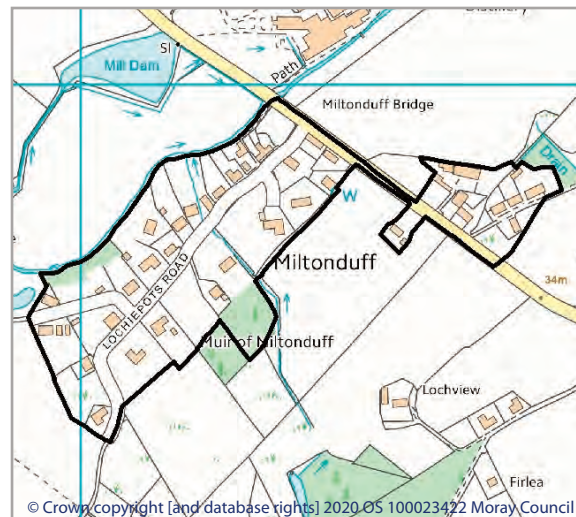 Distillery
Sl
Mill Dam
Path
Miltonduff Bridge
Drain
W
Miltonduff
34m
LOCHIEPOTS ROAD
Muir of Miltonduff
Lochview
Firlea
© Crown copyright [and database rights] 2020 OS 100023422 Moray Council